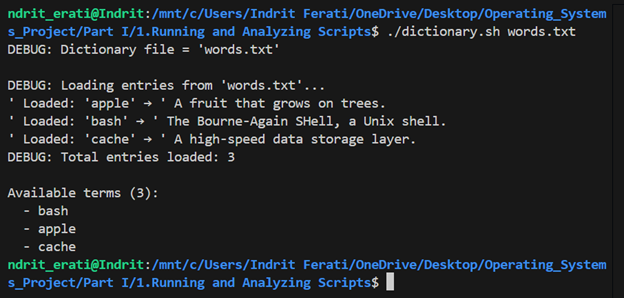 ndrit_erati@Indrit:/mnt/c/Users/Indrit Ferati/OneDrive/Desktop/Operating_System
s_Project/Part I/1.Running and Analyzing Scripts$ ./dictionary.sh words.txt
DEBUG: Dictionary file = 'words.txt'
DEBUG: Loading entries from 'words.txt'...
' Loaded: 'apple' → ' A fruit that grows on trees.
' Loaded: 'bash' → ' The Bourne-Again SHell, a Unix shell.
' Loaded: 'cache' → ' A high-speed data storage layer.
DEBUG: Total entries loaded: 3
Available terms (3):
- bash
- apple
- cache
ndrit_erati@Indrit:/mnt/c/Users/Indrit Ferati/OneDrive/Desktop/Operating_System
s_Project/Part I/1.Running and Analyzing Scripts$